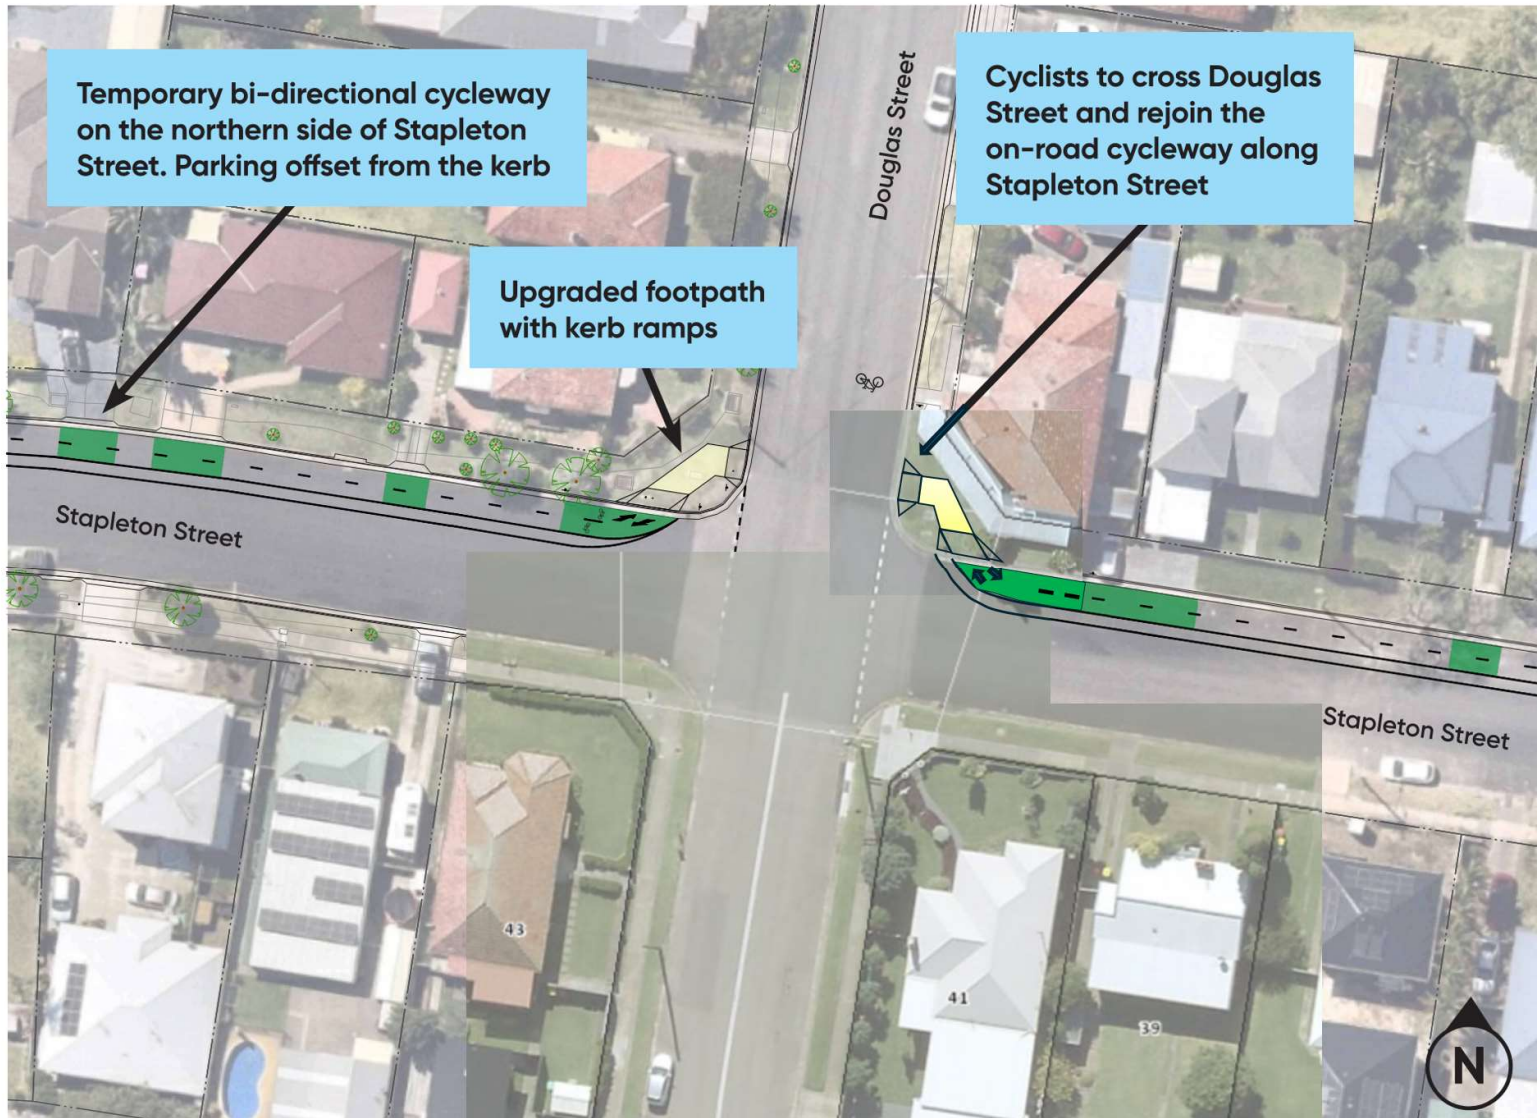 Temporary bi-directional cycleway
on the northern side of Stapleton
Street. Parking offset from the kerb
Cyclists to cross Douglas
Street and rejoin the
on-road cycleway along
Stapleton Street
Douglas Street
Upgraded footpath
with kerb ramps
Stapleton Street
Stapleton Street
43
41
39
N